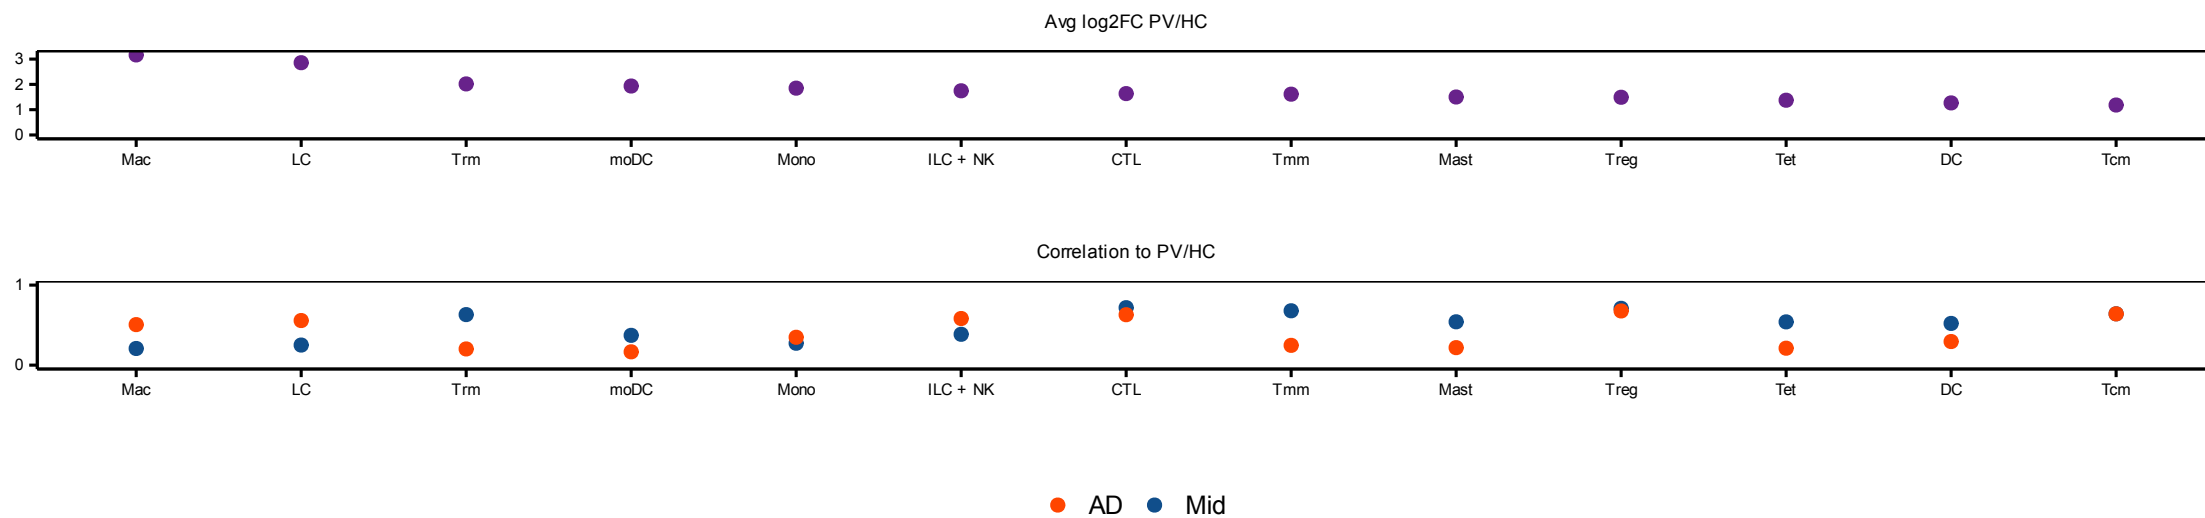 Avg log2FC PV/HC
3
2
1
0
Mac LC Trm moDC Mono ILC + NK CTL Tmm Mast Treg Tet DC Tcm
Correlation to PV/HC
1
0
Mac LC Trm moDC Mono ILC + NK CTL Tmm Mast Treg Tet DC Tcm
AD Mid